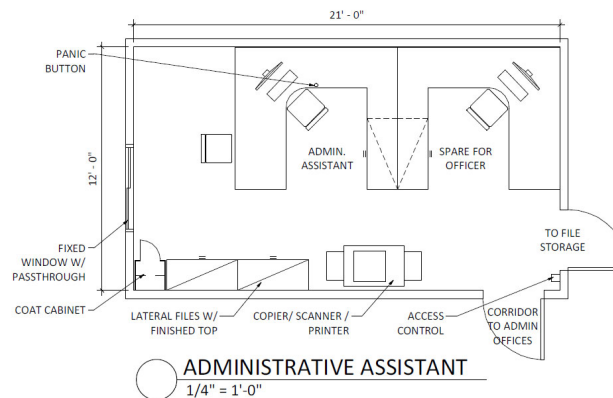 21' - 0"
PANIC
BUTTON
12' - 0"
ADMIN.
ASSISTANT
SPARE FOR
OFFICER
TO FILE
STORAGE
FIXED
WINDOW W/
PASSTHROUGH
COAT CABINET
LATERAL FILES W/
FINISHED TOP
COPIER/ SCANNER /
PRINTER
ACCESS
CONTROL
CORRIDOR
TO ADMIN
OFFICES
ADMINISTRATIVE ASSISTANT
1/4" = 1'-0"